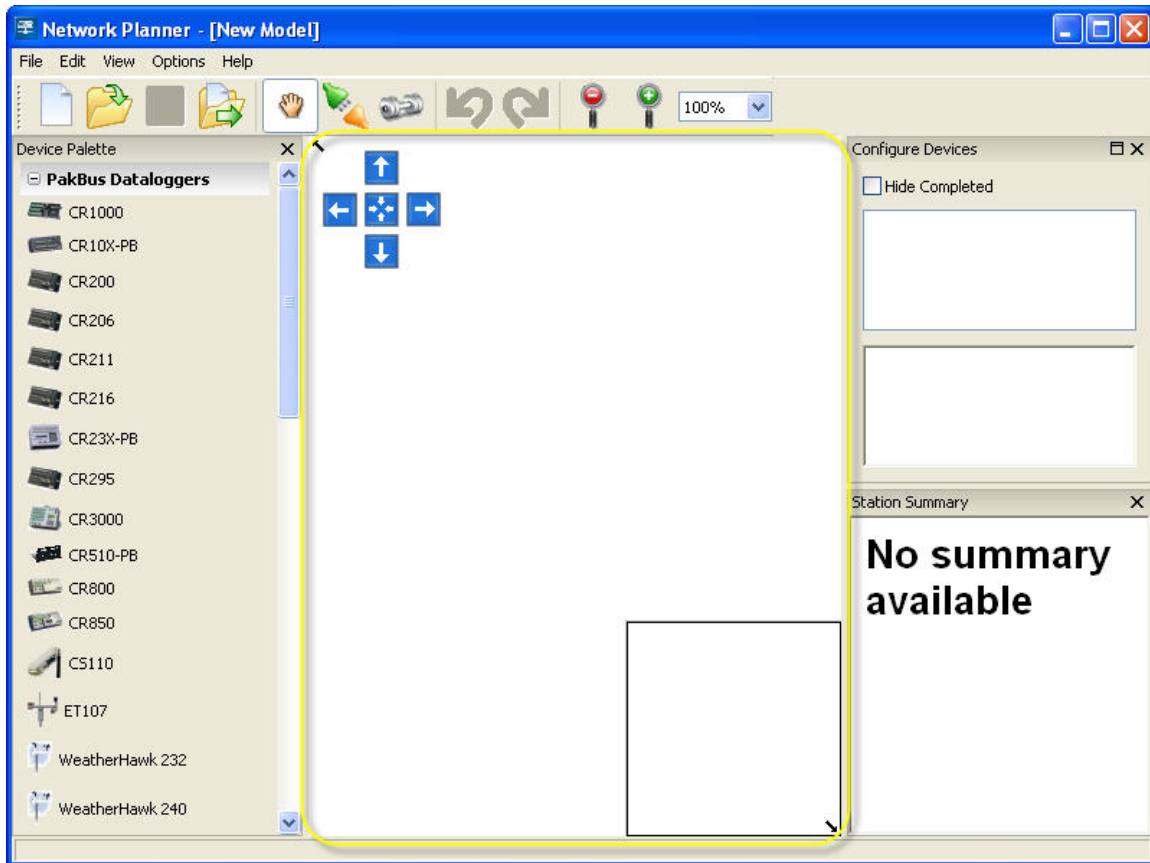 Network Planner - [New Model]
File Edit View Options Help
100%
Device Palette
PakBus Dataloggers
CR1000
CR10X-PB
CR200
CR206
CR211
CR216
CR23X-PB
CR295
CR3000
CR510-PB
CR800
CR850
CS110
ET107
WeatherHawk 232
WeatherHawk 240
Configure Devices
Hide Completed
Station Summary
No summary
available